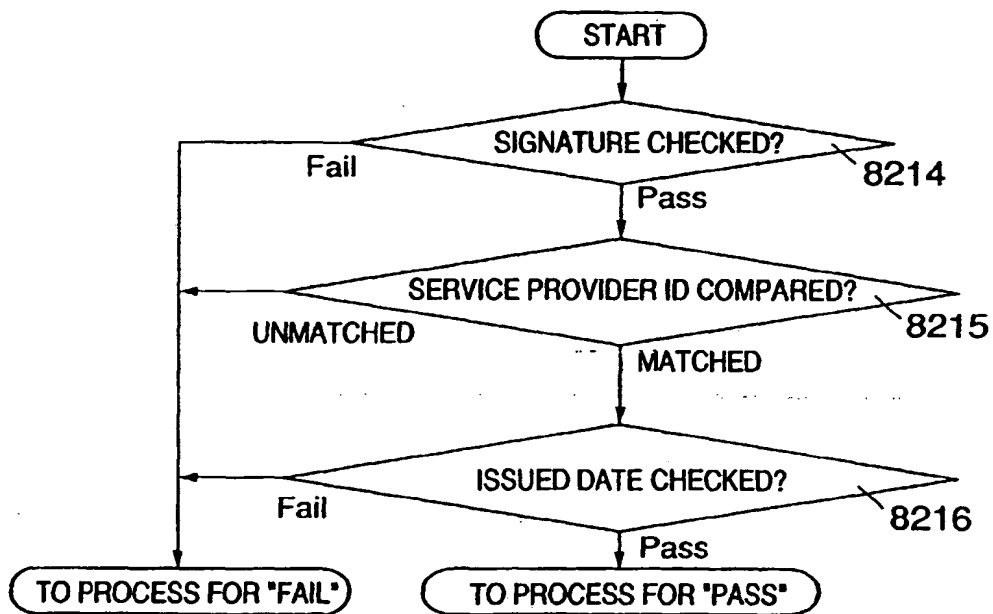 START
SIGNATURE CHECKED?
8214
Fail
Pass
SERVICE PROVIDER ID COMPARED?
8215
UNMATCHED
MATCHED
ISSUED DATE CHECKED?
8216
Fail
Pass
TO PROCESS FOR "FAIL"
TO PROCESS FOR "PASS"